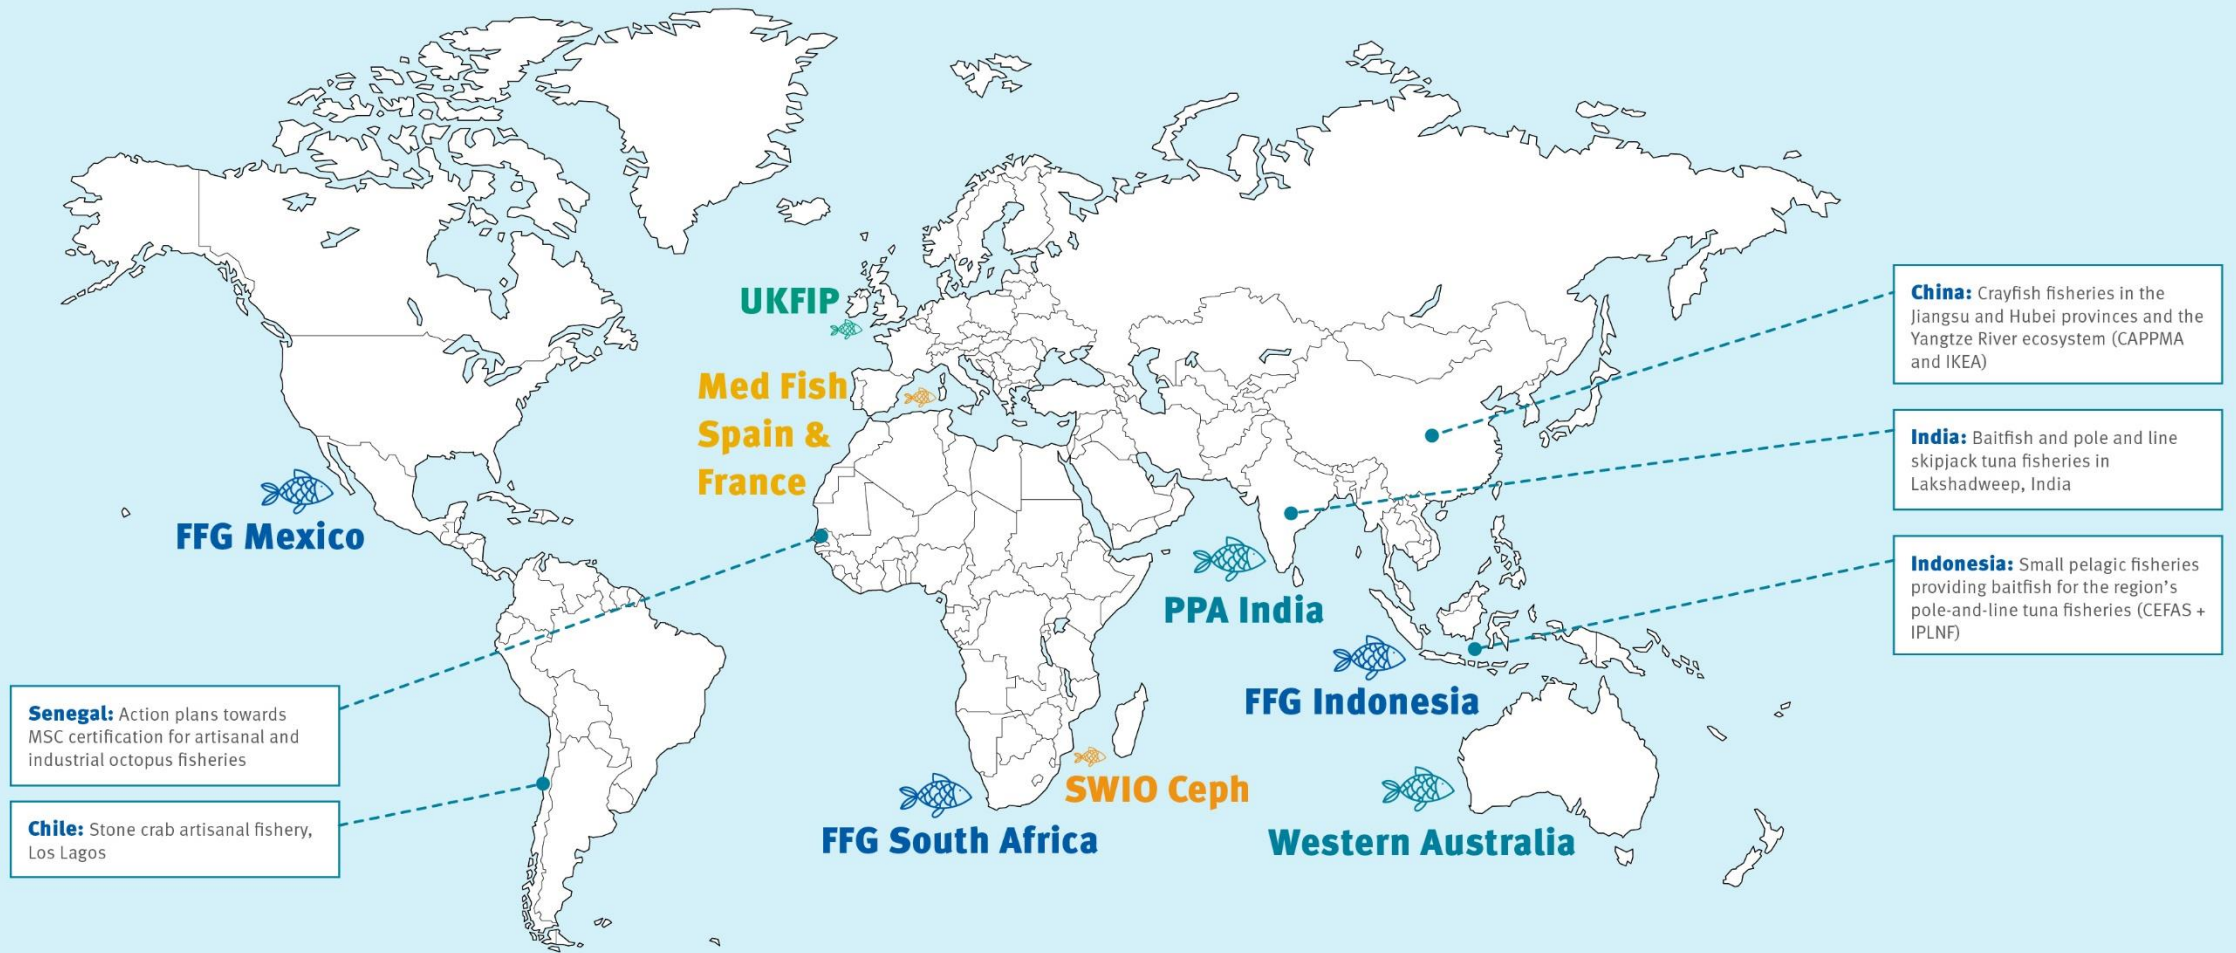 UKFIP
Med Fish
Spain &
France
FFG Mexico
PPA India
FFG Indonesia
SWIO Ceph
FFG South Africa
Western Australia
China: Crayfish fisheries in the
Jiangsu and Hubei provinces and the
Yangtze River ecosystem (CAPPMA
and IKEA)
India: Baitfish and pole and line
skipjack tuna fisheries in
Lakshadweep, India
Indonesia: Small pelagic fisheries
providing baitfish for the region's
pole-and-line tuna fisheries (CEFAS +
IPLNF)
Senegal: Action plans towards
MSC certification for artisanal and
industrial octopus fisheries
Chile: Stone crab artisanal fishery,
Los Lagos